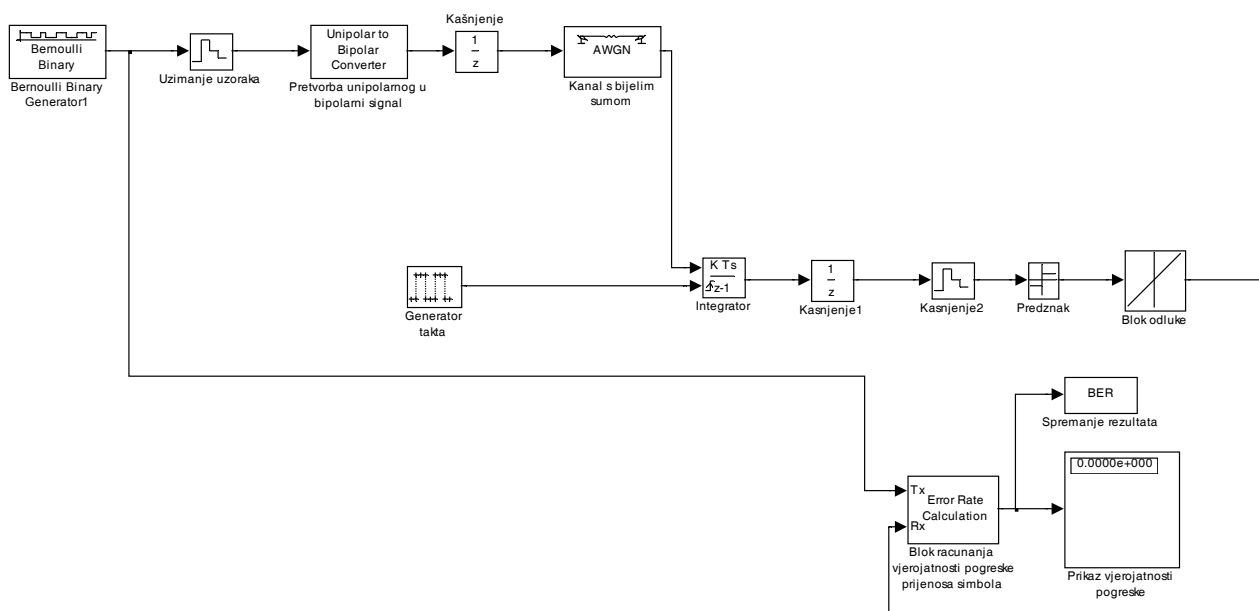 Bernoulli
Binary
Bernoulli Binary
Generator1
Uzimanje uzoraka
Unipolar to
Bipolar
Converter
Pretvorba unipolarnog u
bipolarni signal
Kašnjenje
1
z
AWGN
Kanal s bijelim
sumom
Generator
takta
K Ts
z-1
Integrator
1
z
Kasnjenje1
Kasnjenje2
Predznak
Blok odluke
BER
Spremanje rezultata
Tx
Rx
Error Rate
Calculation
Blok racunanja
vjerojatnosti pogreske
prijenosa simbola
0.0000e+000
Prikaz vjerojatnosti
pogreske